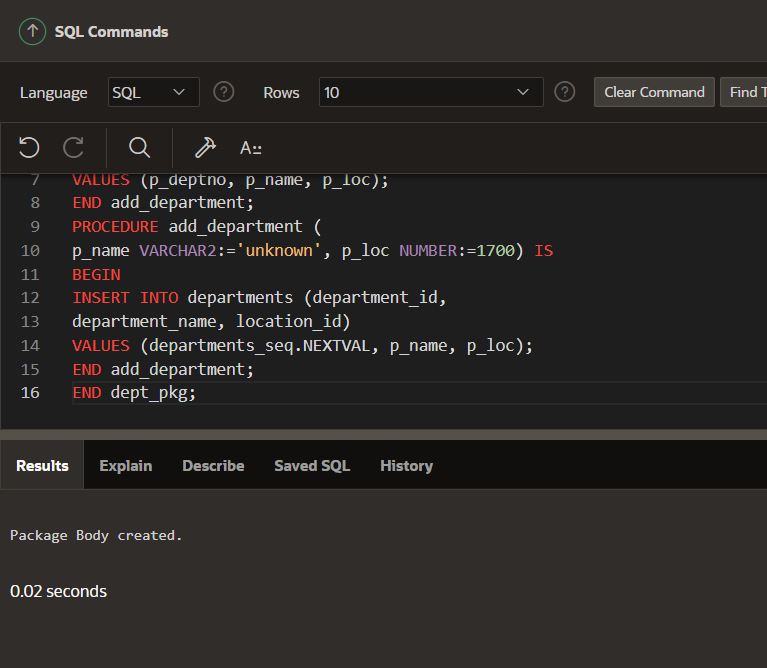 SQL Commands
Language SQL ? Rows 10 ? Clear Command Find T
A::
7 VALUES (p_deptno, p_name, p_loc);
8 END add_department;
9 PROCEDURE add_department (
10 p_name VARCHAR2:='unknown', p_loc NUMBER:=1700) IS
11 BEGIN
12 INSERT INTO departments (department_id,
13 department_name, location_id)
14 VALUES (departments_seq.NEXTVAL, p_name, p_loc);
15 END add_department;
16 END dept_pkg;
Results Explain Describe Saved SQL History
Package Body created.
0.02 seconds